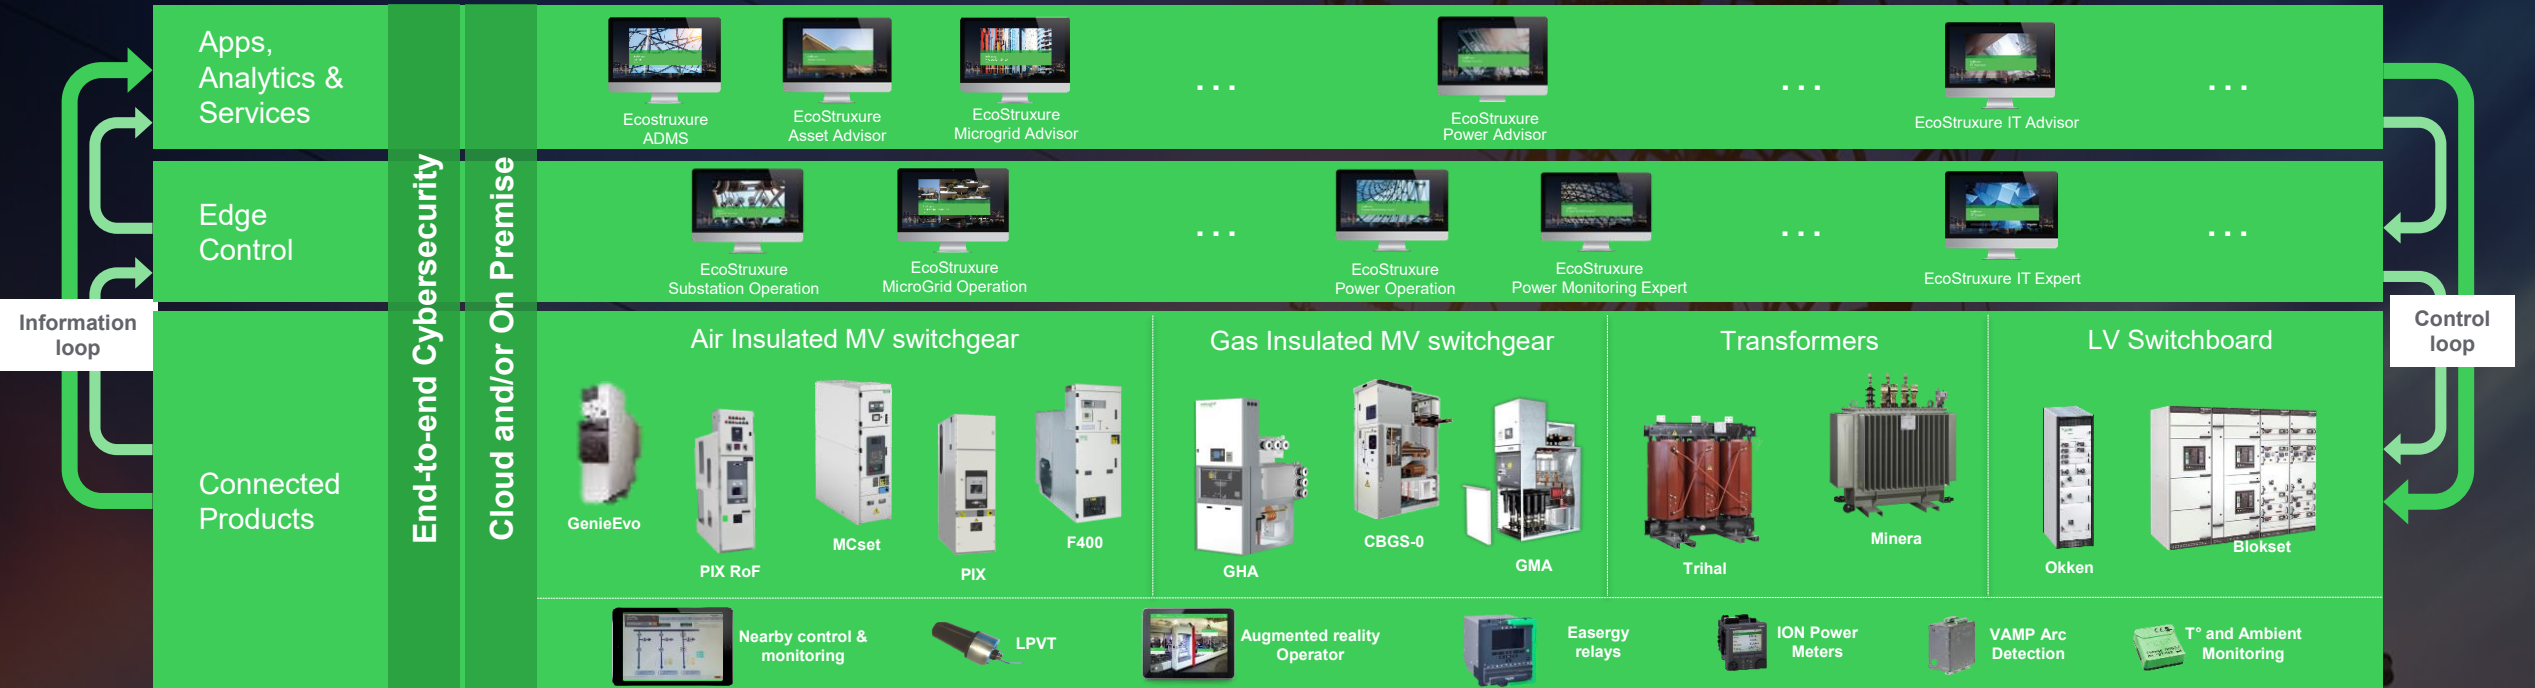 Apps,
Analytics &
Services
Ecostruxure
ADMS
EcoStruxure
Asset Advisor
EcoStruxure
Microgrid Advisor
...
EcoStruxure
Power Advisor
...
EcoStruxure IT Advisor
...
Edge
Control
EcoStruxure
Substation Operation
EcoStruxure
MicroGrid Operation
...
EcoStruxure
Power Operation
EcoStruxure
Power Monitoring Expert
...
EcoStruxure IT Expert
...
End-to-end Cybersecurity
Cloud and/or On Premise
Information
loop
Control
loop
Connected
Products
Air Insulated MV switchgear
Gas Insulated MV switchgear
Transformers
LV Switchboard
GenieEvo
PIX RoF
MCset
PIX
F400
GHA
CBGS-0
GMA
Trihal
Minera
Okken
Blokset
Nearby control &
monitoring
LPVT
Augmented reality
Operator
Easergy
relays
ION Power
Meters
VAMP Arc
Detection
T° and Ambient
Monitoring